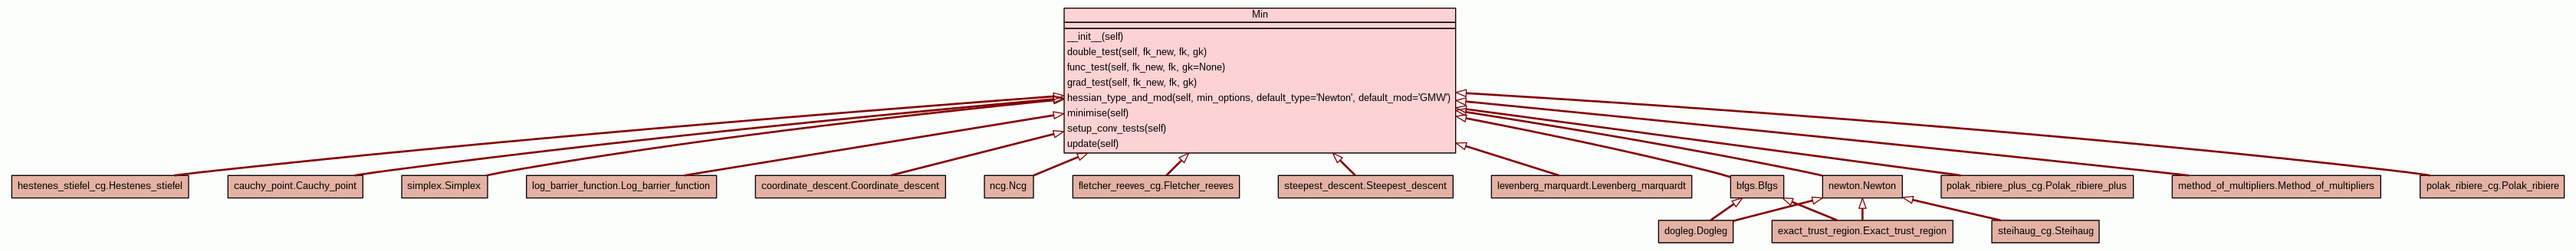 Min
__init__(self)
double_test(self, fk_new, fk, gk)
func_test(self, fk_new, fk, gk=None)
grad_test(self, fk_new, fk, gk)
hessian_type_and_mod(self, min_options, default_type='Newton', default_mod='GMW')
minimise(self)
setup_conv_tests(self)
update(self)
hestenes_stiefel_cg.Hestenes_stiefel
cauchy_point.Cauchy_point
simplex.Simplex
log_barrier_function.Log_barrier_function
coordinate_descent.Coordinate_descent
ncg.Ncg
fletcher_reeves_cg.Fletcher_reeves
steepest_descent.Steepest_descent
levenberg_marquardt.Levenberg_marquardt
bfgs.Bfgs
newton.Newton
polak_ribiere_plus_cg.Polak_ribiere_plus
method_of_multipliers.Method_of_multipliers
polak_ribiere_cg.Polak_ribiere
dogleg.Dogleg
exact_trust_region.Exact_trust_region
steihaug_cg.Steihaug